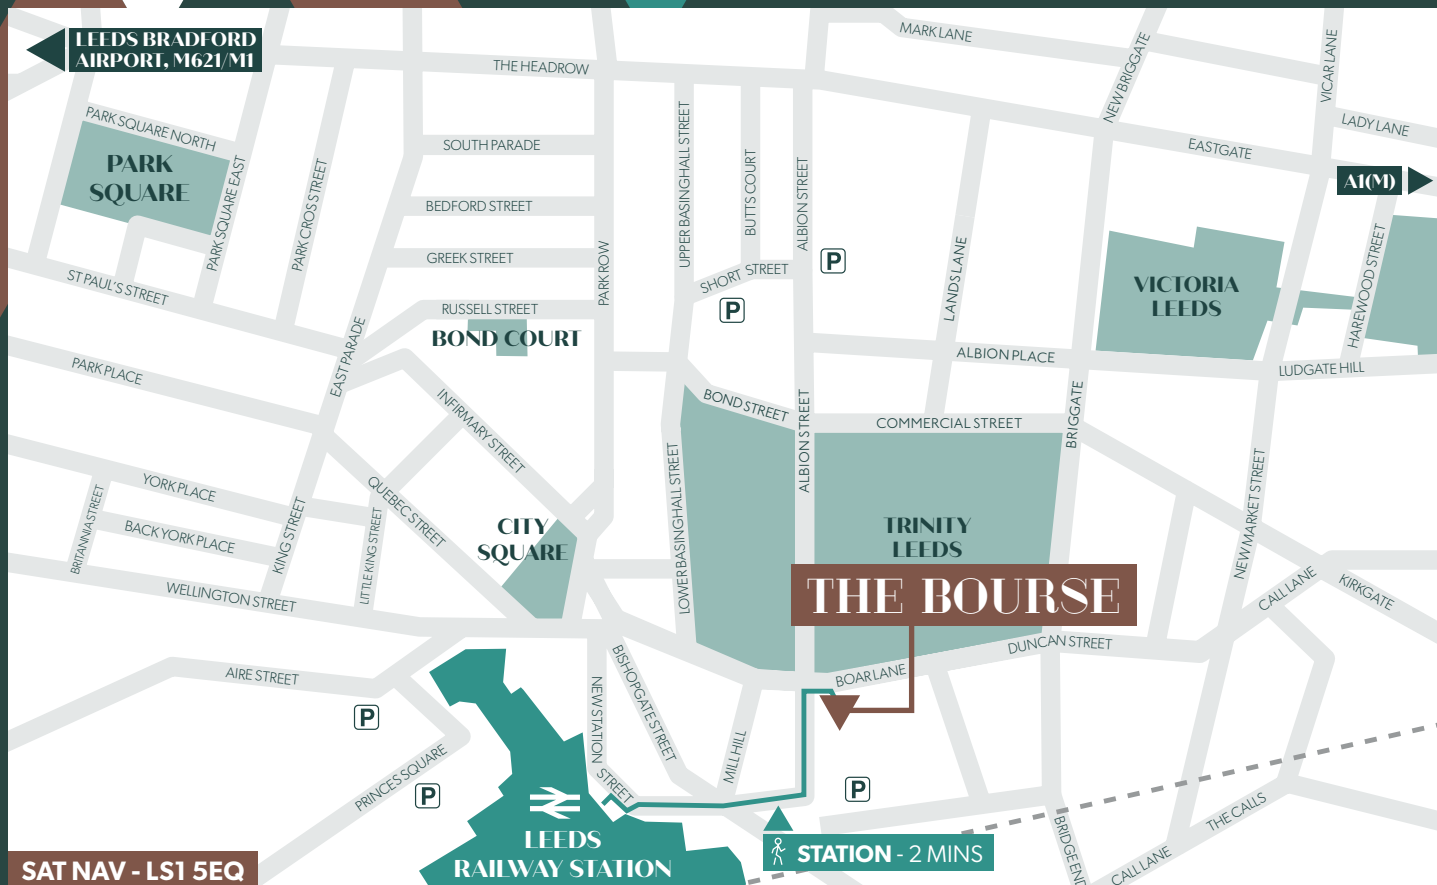 LEEDS BRADFORD
AIRPORT, M621/M1
MARK LANE
NEW BRIGGATE
VICAR LANE
THE HEADROW
LADY LANE
EASTGATE
A1(M)
PARK SQUARE NORTH
PARK
SQUARE
PARK SQUARE EAST
PARK CROS STREET
SOUTH PARADE
BEDFORD STREET
GREEK STREET
RUSSELL STREET
BOND COURT
PARK ROW
UPPER BASINGHALL STREET
BUTTS COURT
ALBION STREET
SHORT STREET
P
P
LANDS LANE
VICTORIA
LEEDS
HAREWOOD STREET
ST PAUL'S STREET
EAST PARADE
PARK PLACE
ALBION PLACE
LUDGATE HILL
INFIRMARY STREET
BOND STREET
ALBION STREET
COMMERCIAL STREET
BRIGGATE
YORK PLACE
BACK YORK PLACE
BRITANNIA STREET
KING STREET
LITTLE KING STREET
QUEBEC STREET
CITY
SQUARE
LOWER BASINGHALL STREET
TRINITY
LEEDS
NEW MARKET STREET
THE BOURSE
CALL LANE
KIRKGATE
WELLINGTON STREET
DUNCAN STREET
BOAR LANE
AIRE STREET
P
PRINCES SQUARE
P
NEW STATION STREET
BISHOPGATE STREET
MILL HILL
P
LEEDS
RAILWAY STATION
STATION - 2 MINS
BRIDGE END
THE CALLS
CALL LANE
SAT NAV - LS1 5EQ